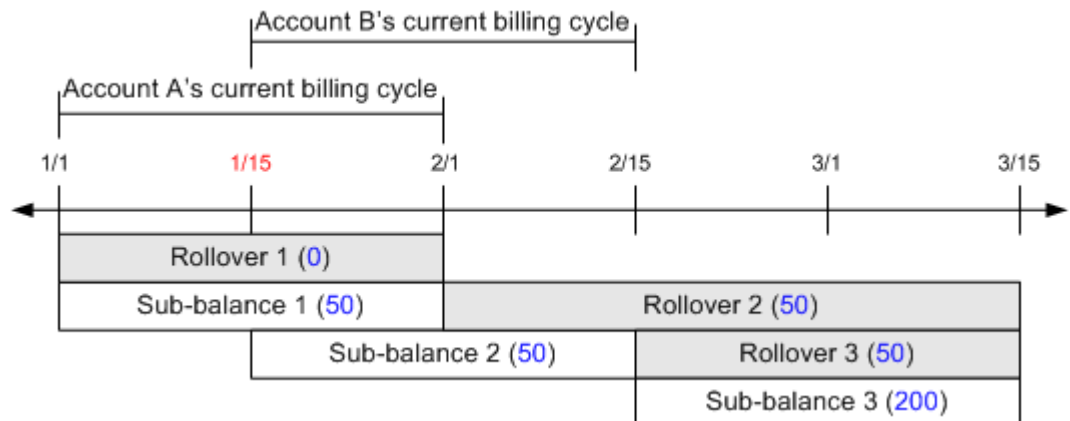 Account B's current billing cycle
Account A's current billing cycle
1/1 1/15 2/1 2/15 3/1 3/15
Rollover 1 (0)
Sub-balance 1 (50) Rollover 2 (50)
Sub-balance 2 (50) Rollover 3 (50)
Sub-balance 3 (200)